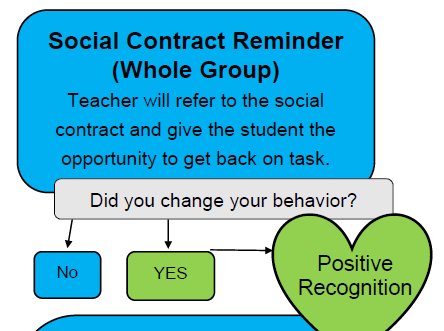 Social Contract Reminder
(Whole Group)
Teacher will refer to the social
contract and give the student the
opportunity to get back on task.
Did you change your behavior?
No
YES
Positive
Recognition